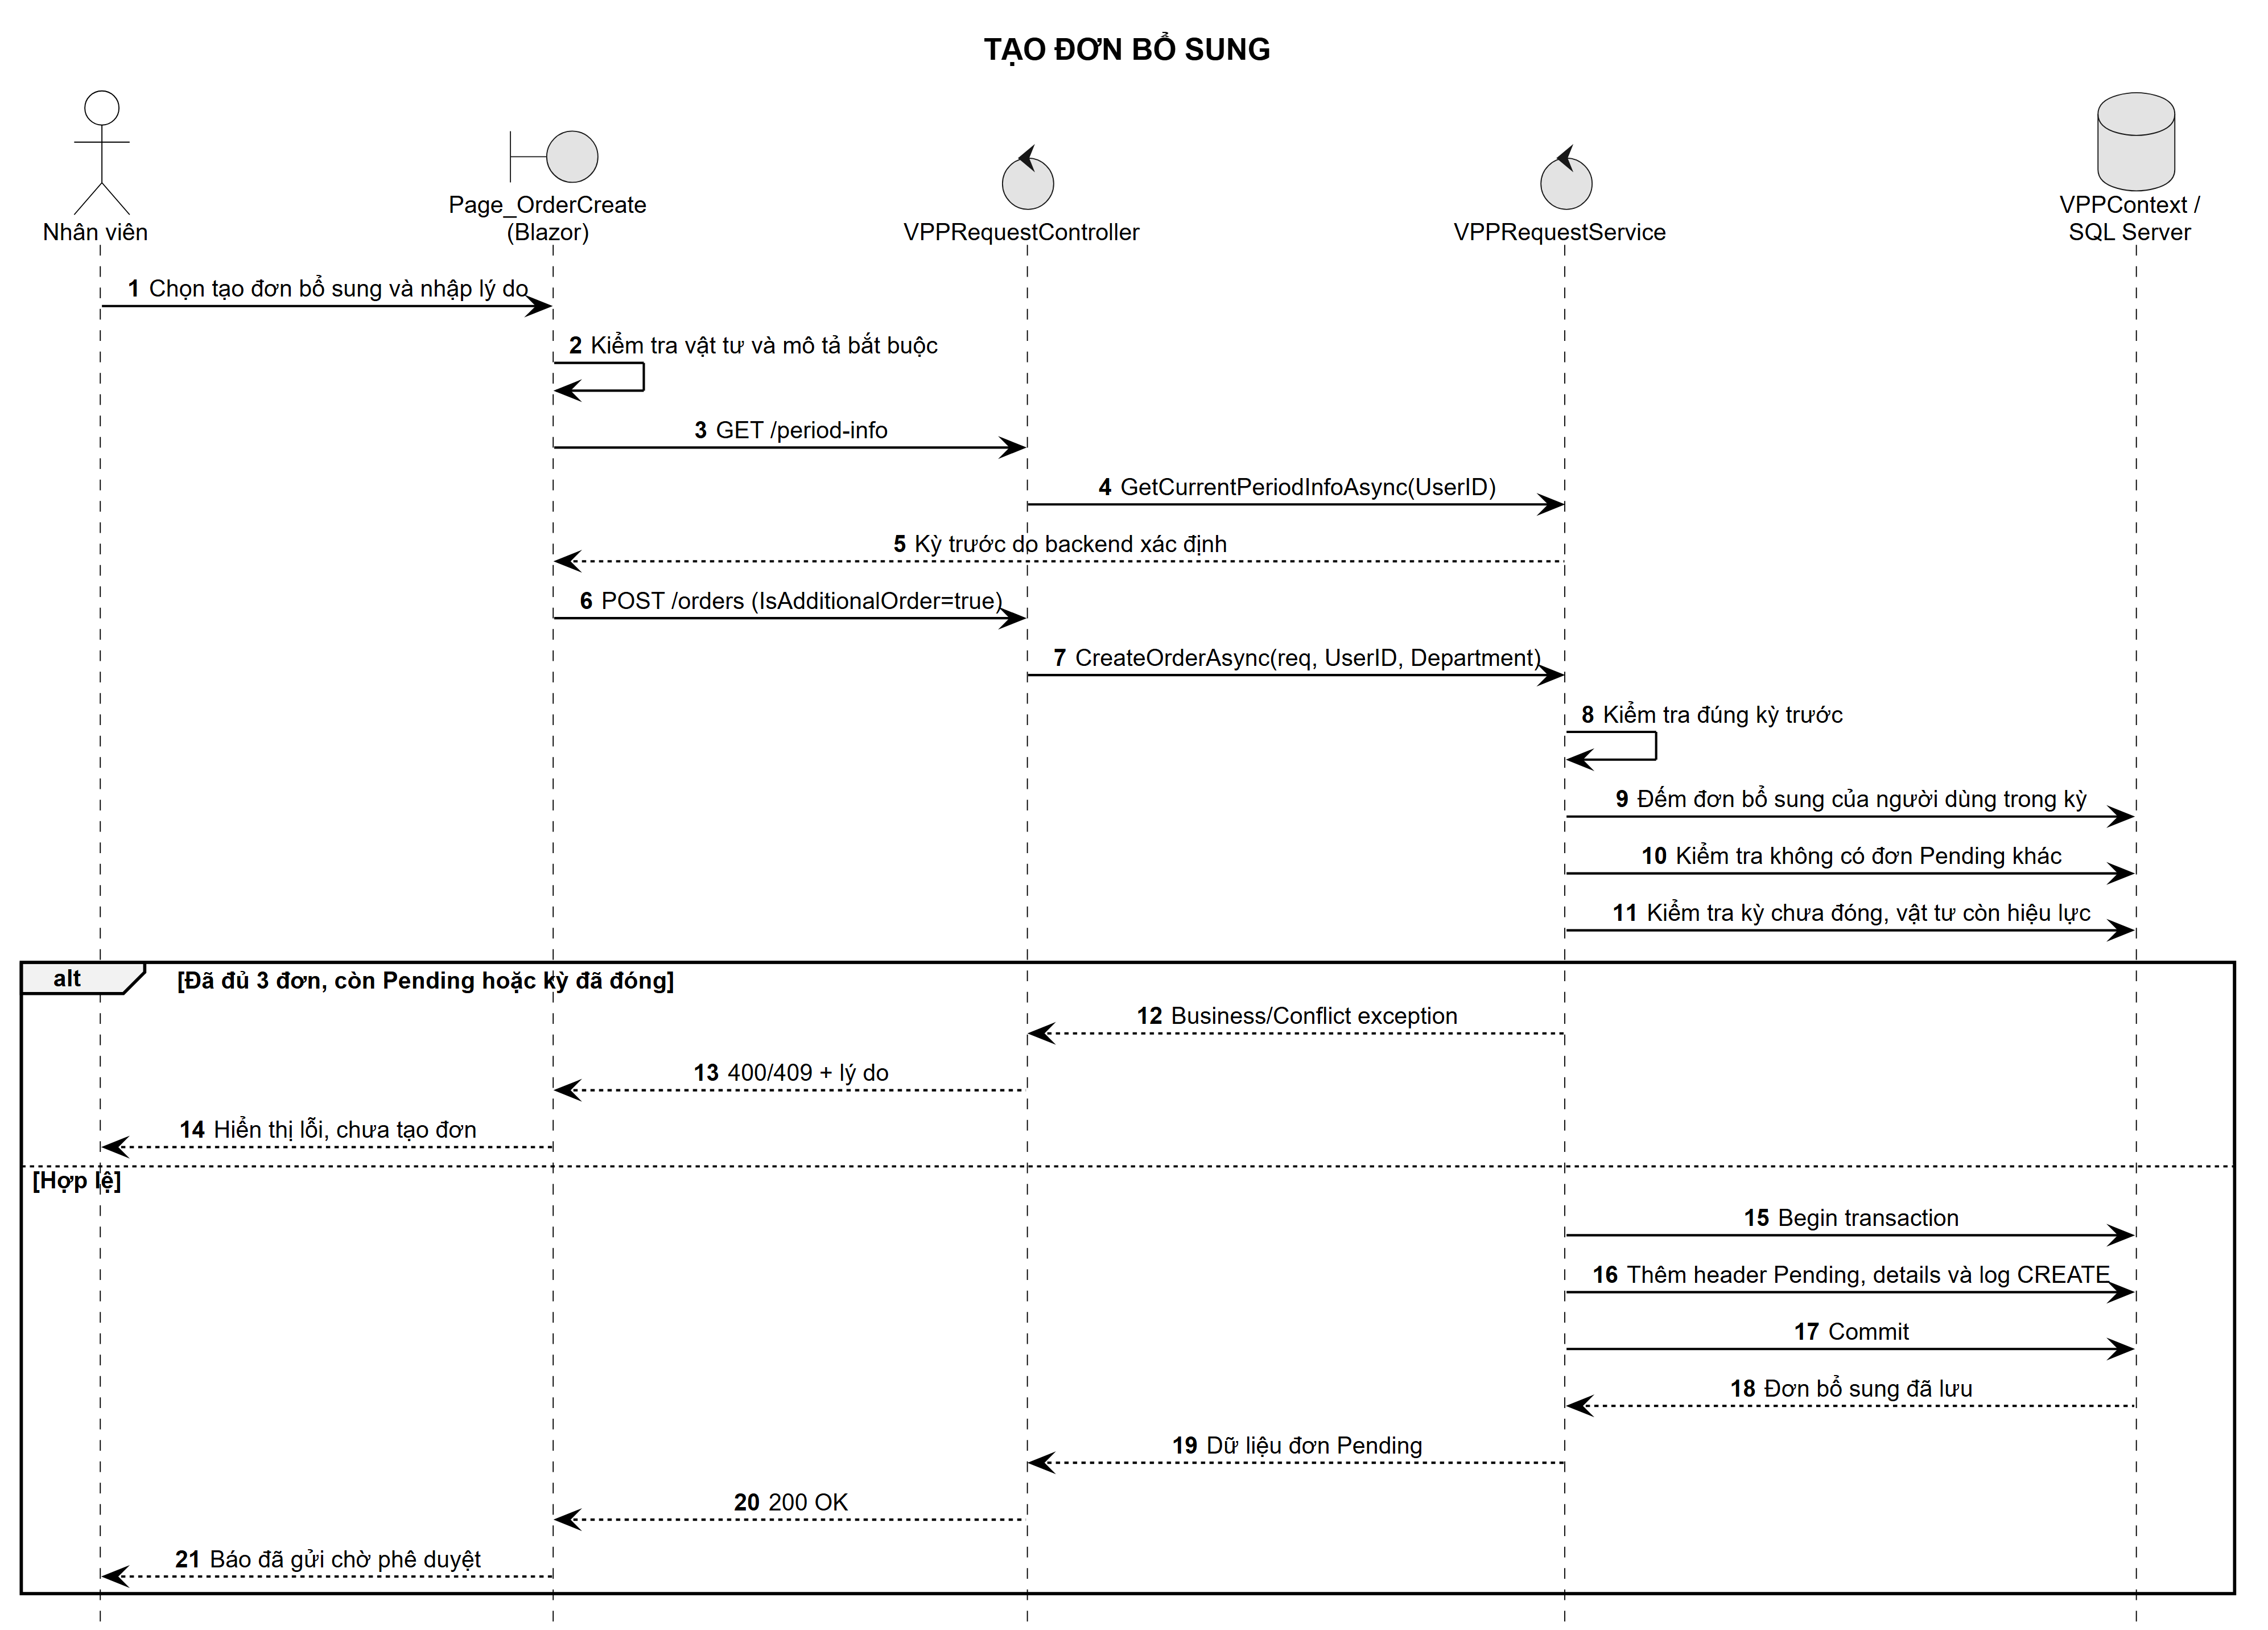 TẠO ĐƠN BỔ SUNG
Nhân viên
Page_OrderCreate
(Blazor)
VPPRequestController
VPPRequestService
VPPContext /
SQL Server
1 Chọn tạo đơn bổ sung và nhập lý do
2 Kiểm tra vật tư và mô tả bắt buộc
3 GET /period-info
4 GetCurrentPeriodInfoAsync(UserID)
5 Kỳ trước do backend xác định
6 POST /orders (IsAdditionalOrder=true)
7 CreateOrderAsync(req, UserID, Department)
8 Kiểm tra đúng kỳ trước
9 Đếm đơn bổ sung của người dùng trong kỳ
10 Kiểm tra không có đơn Pending khác
11 Kiểm tra kỳ chưa đóng, vật tư còn hiệu lực
alt [Đã đủ 3 đơn, còn Pending hoặc kỳ đã đóng]
12 Business/Conflict exception
13 400/409 + lý do
14 Hiển thị lỗi, chưa tạo đơn
[Hợp lệ]
15 Begin transaction
16 Thêm header Pending, details và log CREATE
17 Commit
18 Đơn bổ sung đã lưu
19 Dữ liệu đơn Pending
20 200 OK
21 Báo đã gửi chờ phê duyệt